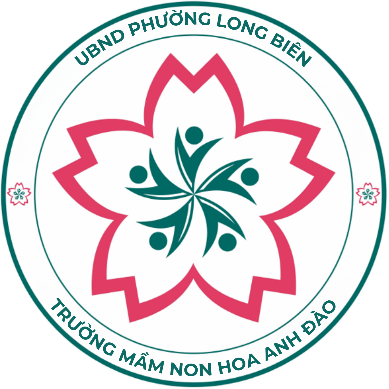 UBND PHƯỜNG LONG BIÊN
TRƯỜNG MẦM NON HOA ANH ĐÀO